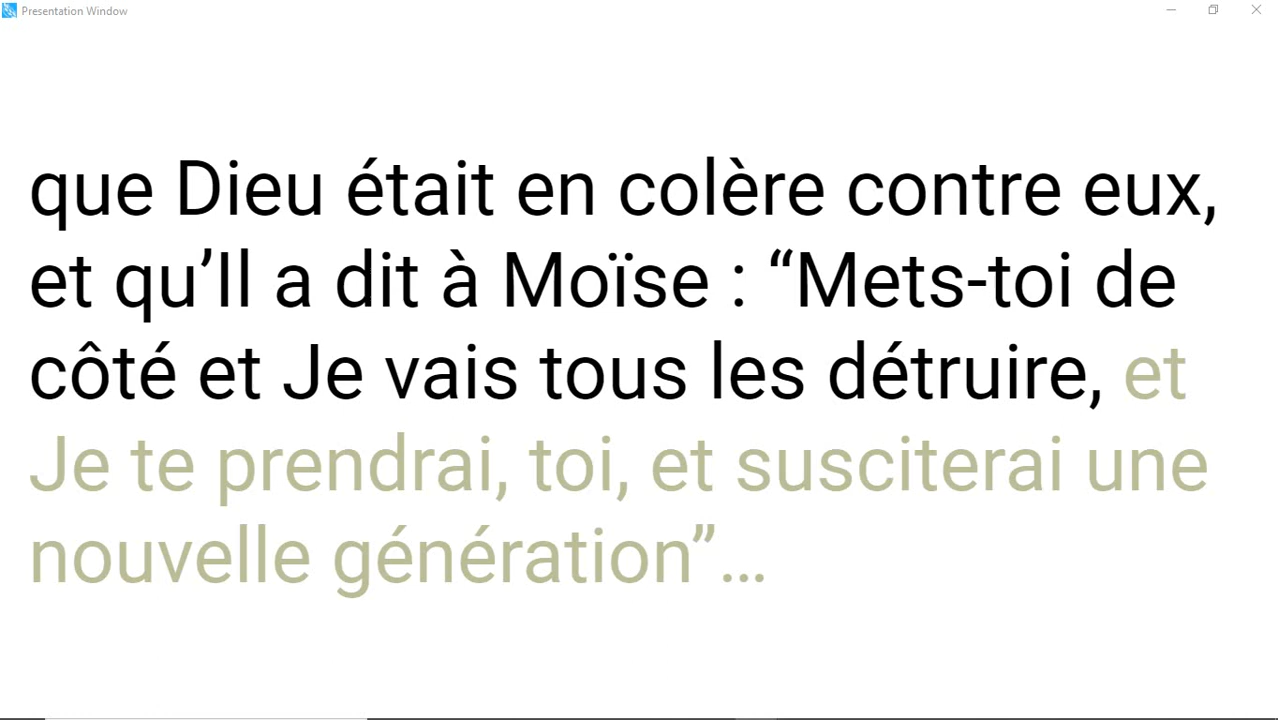 Presentation Window
que Dieu était en colère contre eux,
et qu’Il a dit à Moïse : “Mets-toi de
côté et Je vais tous les détruire, et
Je te prendrai, toi, et susciterai une
nouvelle génération”…